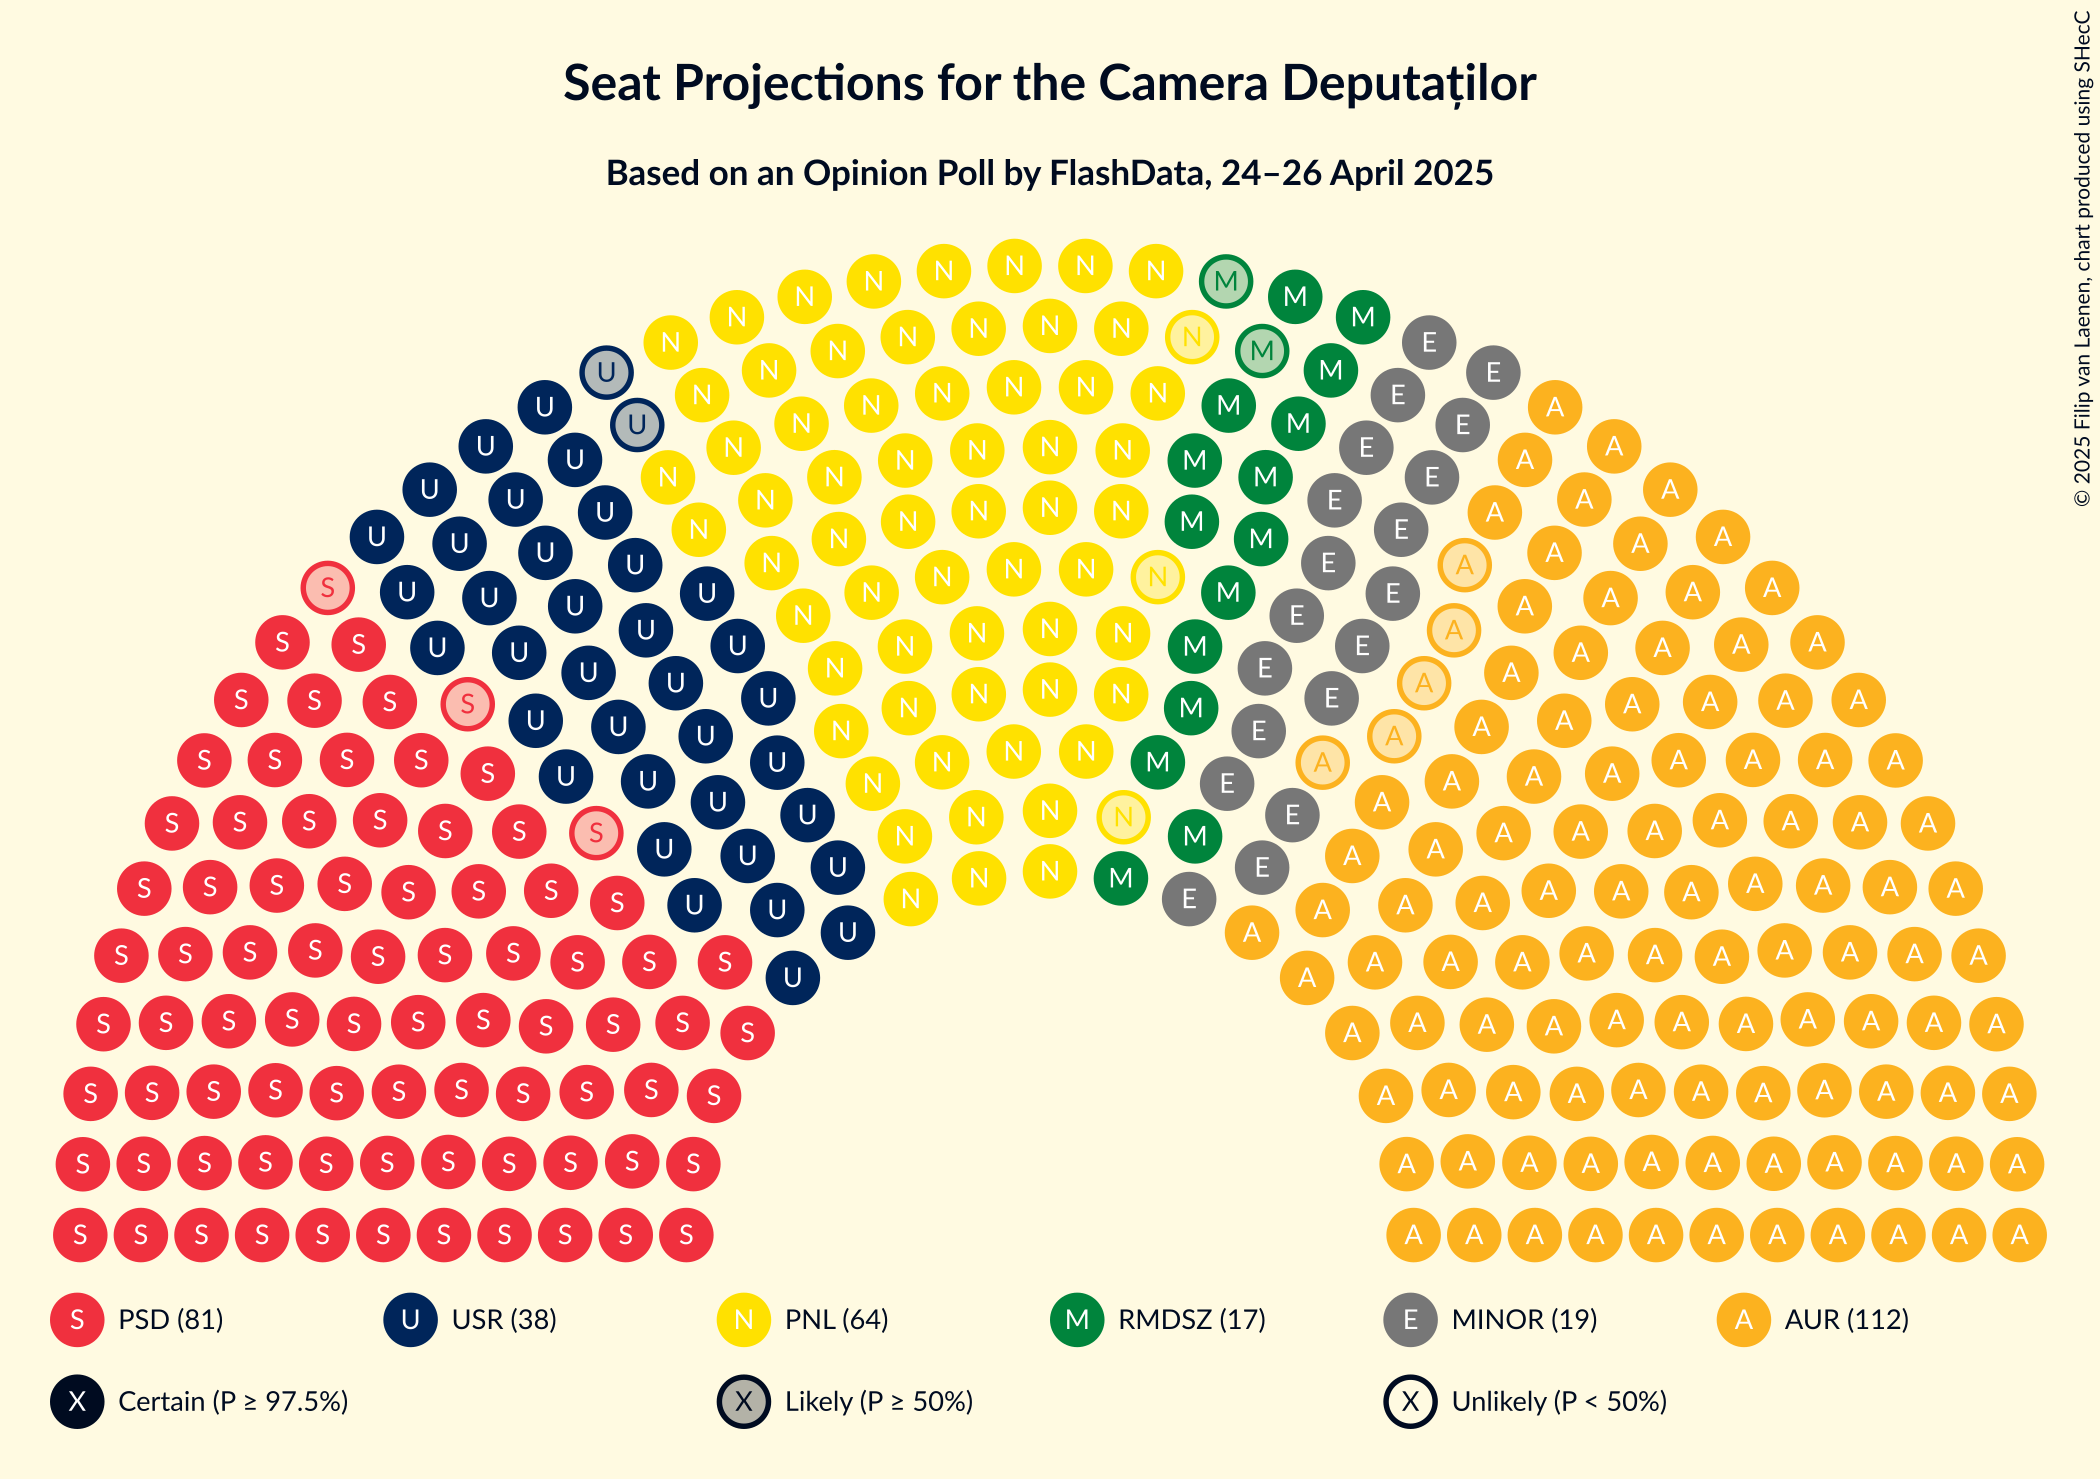 Seat Projections for the Camera Deputaților
Based on an Opinion Poll by FlashData, 24–26 April 2025
© 2025 Filip van Laenen, chart produced using SHecC
S PSD (81) U USR (38) N PNL (64) M RMDSZ (17) E MINOR (19) A AUR (112)
X Certain (P ≥ 97.5%) X Likely (P ≥ 50%) X Unlikely (P < 50%)